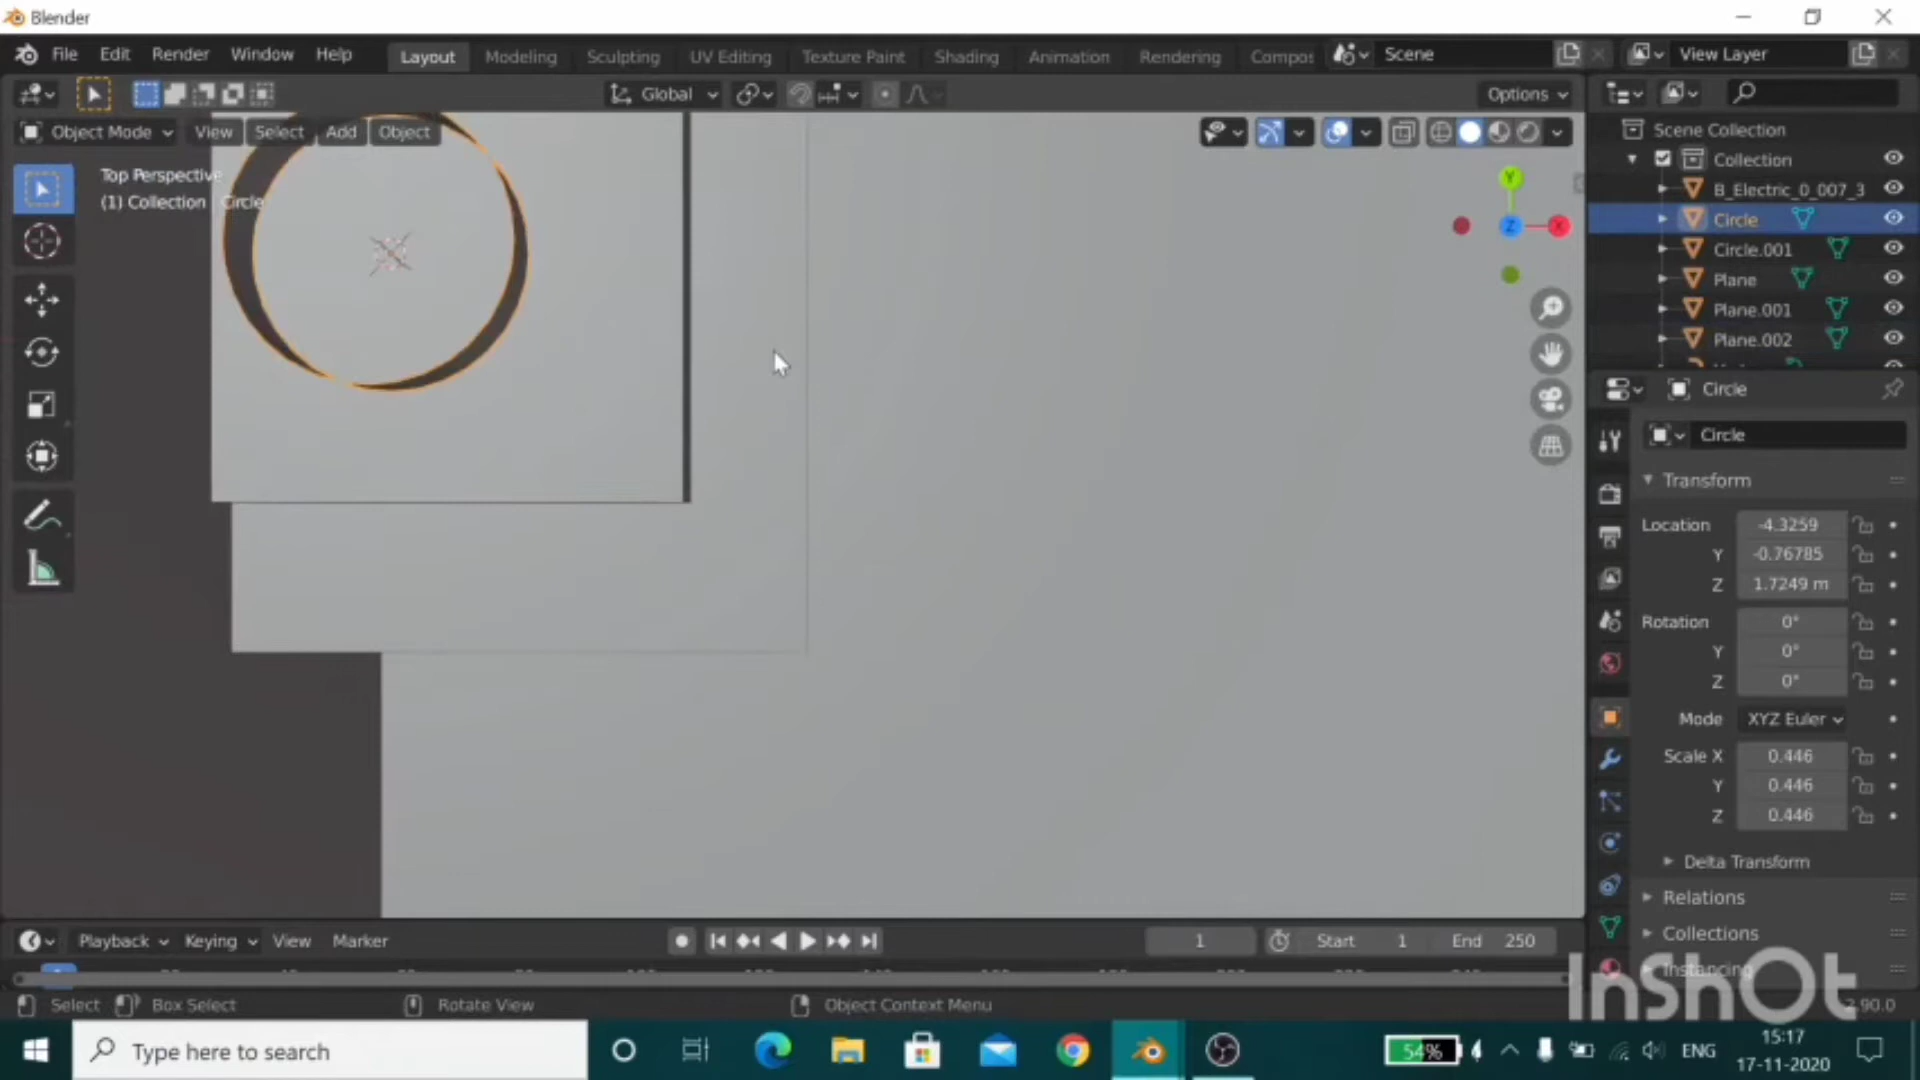 Blender
File Edit Render Window Help Layout Modeling Sculpting UV Editing Texture Paint Shading Animation Rendering Compos Scene View Layer
Global Options
Object Mode View Select Add Object
Top Perspective
(1) Collection Circle
Y
X
Z
Scene Collection
Collection
B_Electric_0_007_3
Circle
Circle.001
Plane
Plane.001
Plane.002
Circle
Circle
Transform
Location -4.3259
Y -0.76785
Z 1.7249 m
Rotation 0°
Y 0°
Z 0°
Mode XYZ Euler
Scale X 0.446
Y 0.446
Z 0.446
Delta Transform
Relations
Collections
Instancing
Playback Keying View Marker 1 Start 1 End 250
Select Box Select Rotate View Object Context Menu 2.90.0
InShOt
Type here to search
54% ENG 15:17
17-11-2020